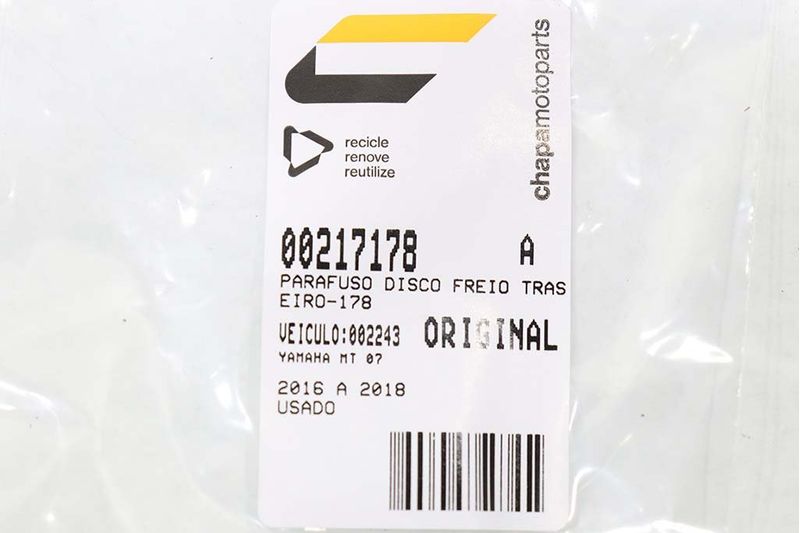 chapamotoparts
recicle
renove
reutilize
00217178 A
PARAFUSO DISCO FREIO TRAS
EIRO-178
VEICULO:002243 ORIGINAL
YAMAHA MT 07
2016 A 2018
USADO